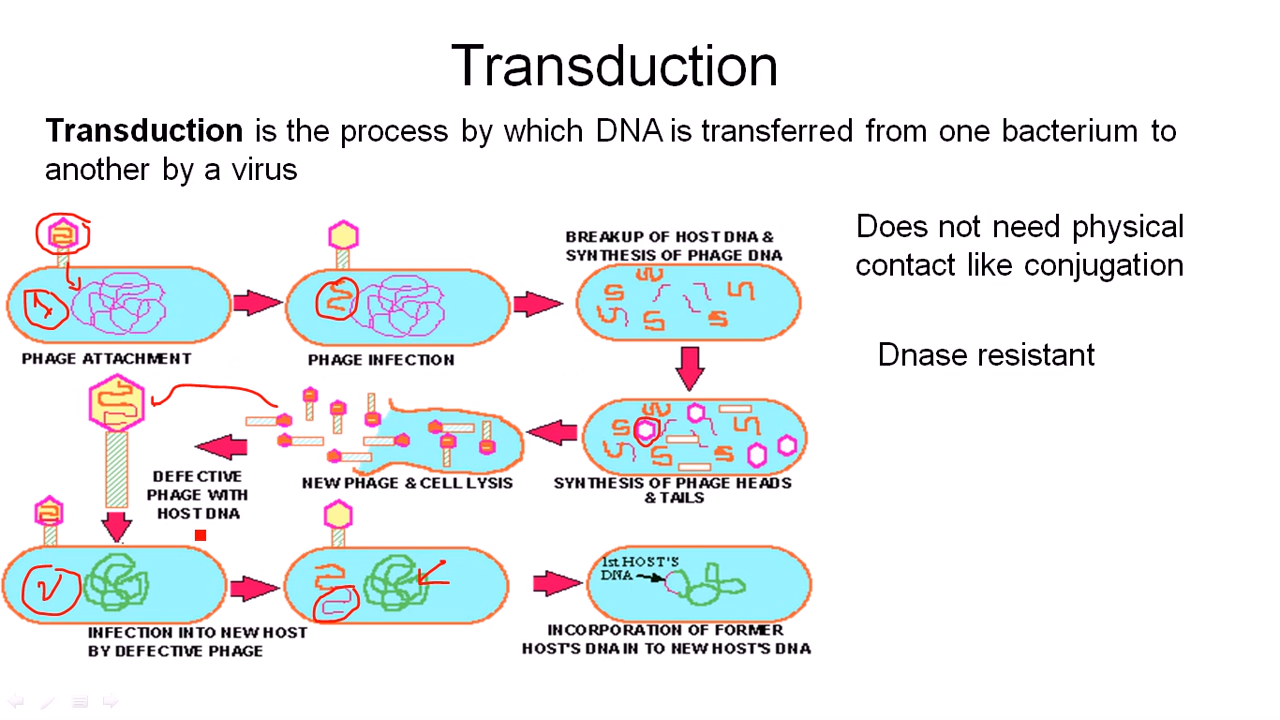 Transduction
Transduction is the process by which DNA is transferred from one bacterium to
another by a virus
Does not need physical
contact like conjugation
Dnase resistant
BREAKUP OF HOST DNA &
SYNTHESIS OF PHAGE DNA
PHAGE ATTACHMENT
PHAGE INFECTION
DEFECTIVE
PHAGE WITH
HOST DNA
NEW PHAGE & CELL LYSIS
SYNTHESIS OF PHAGE HEADS
& TAILS
1st HOST'S
DNA
INFECTION INTO NEW HOST
BY DEFECTIVE PHAGE
INCORPORATION OF FORMER
HOST'S DNA IN TO NEW HOST'S DNA